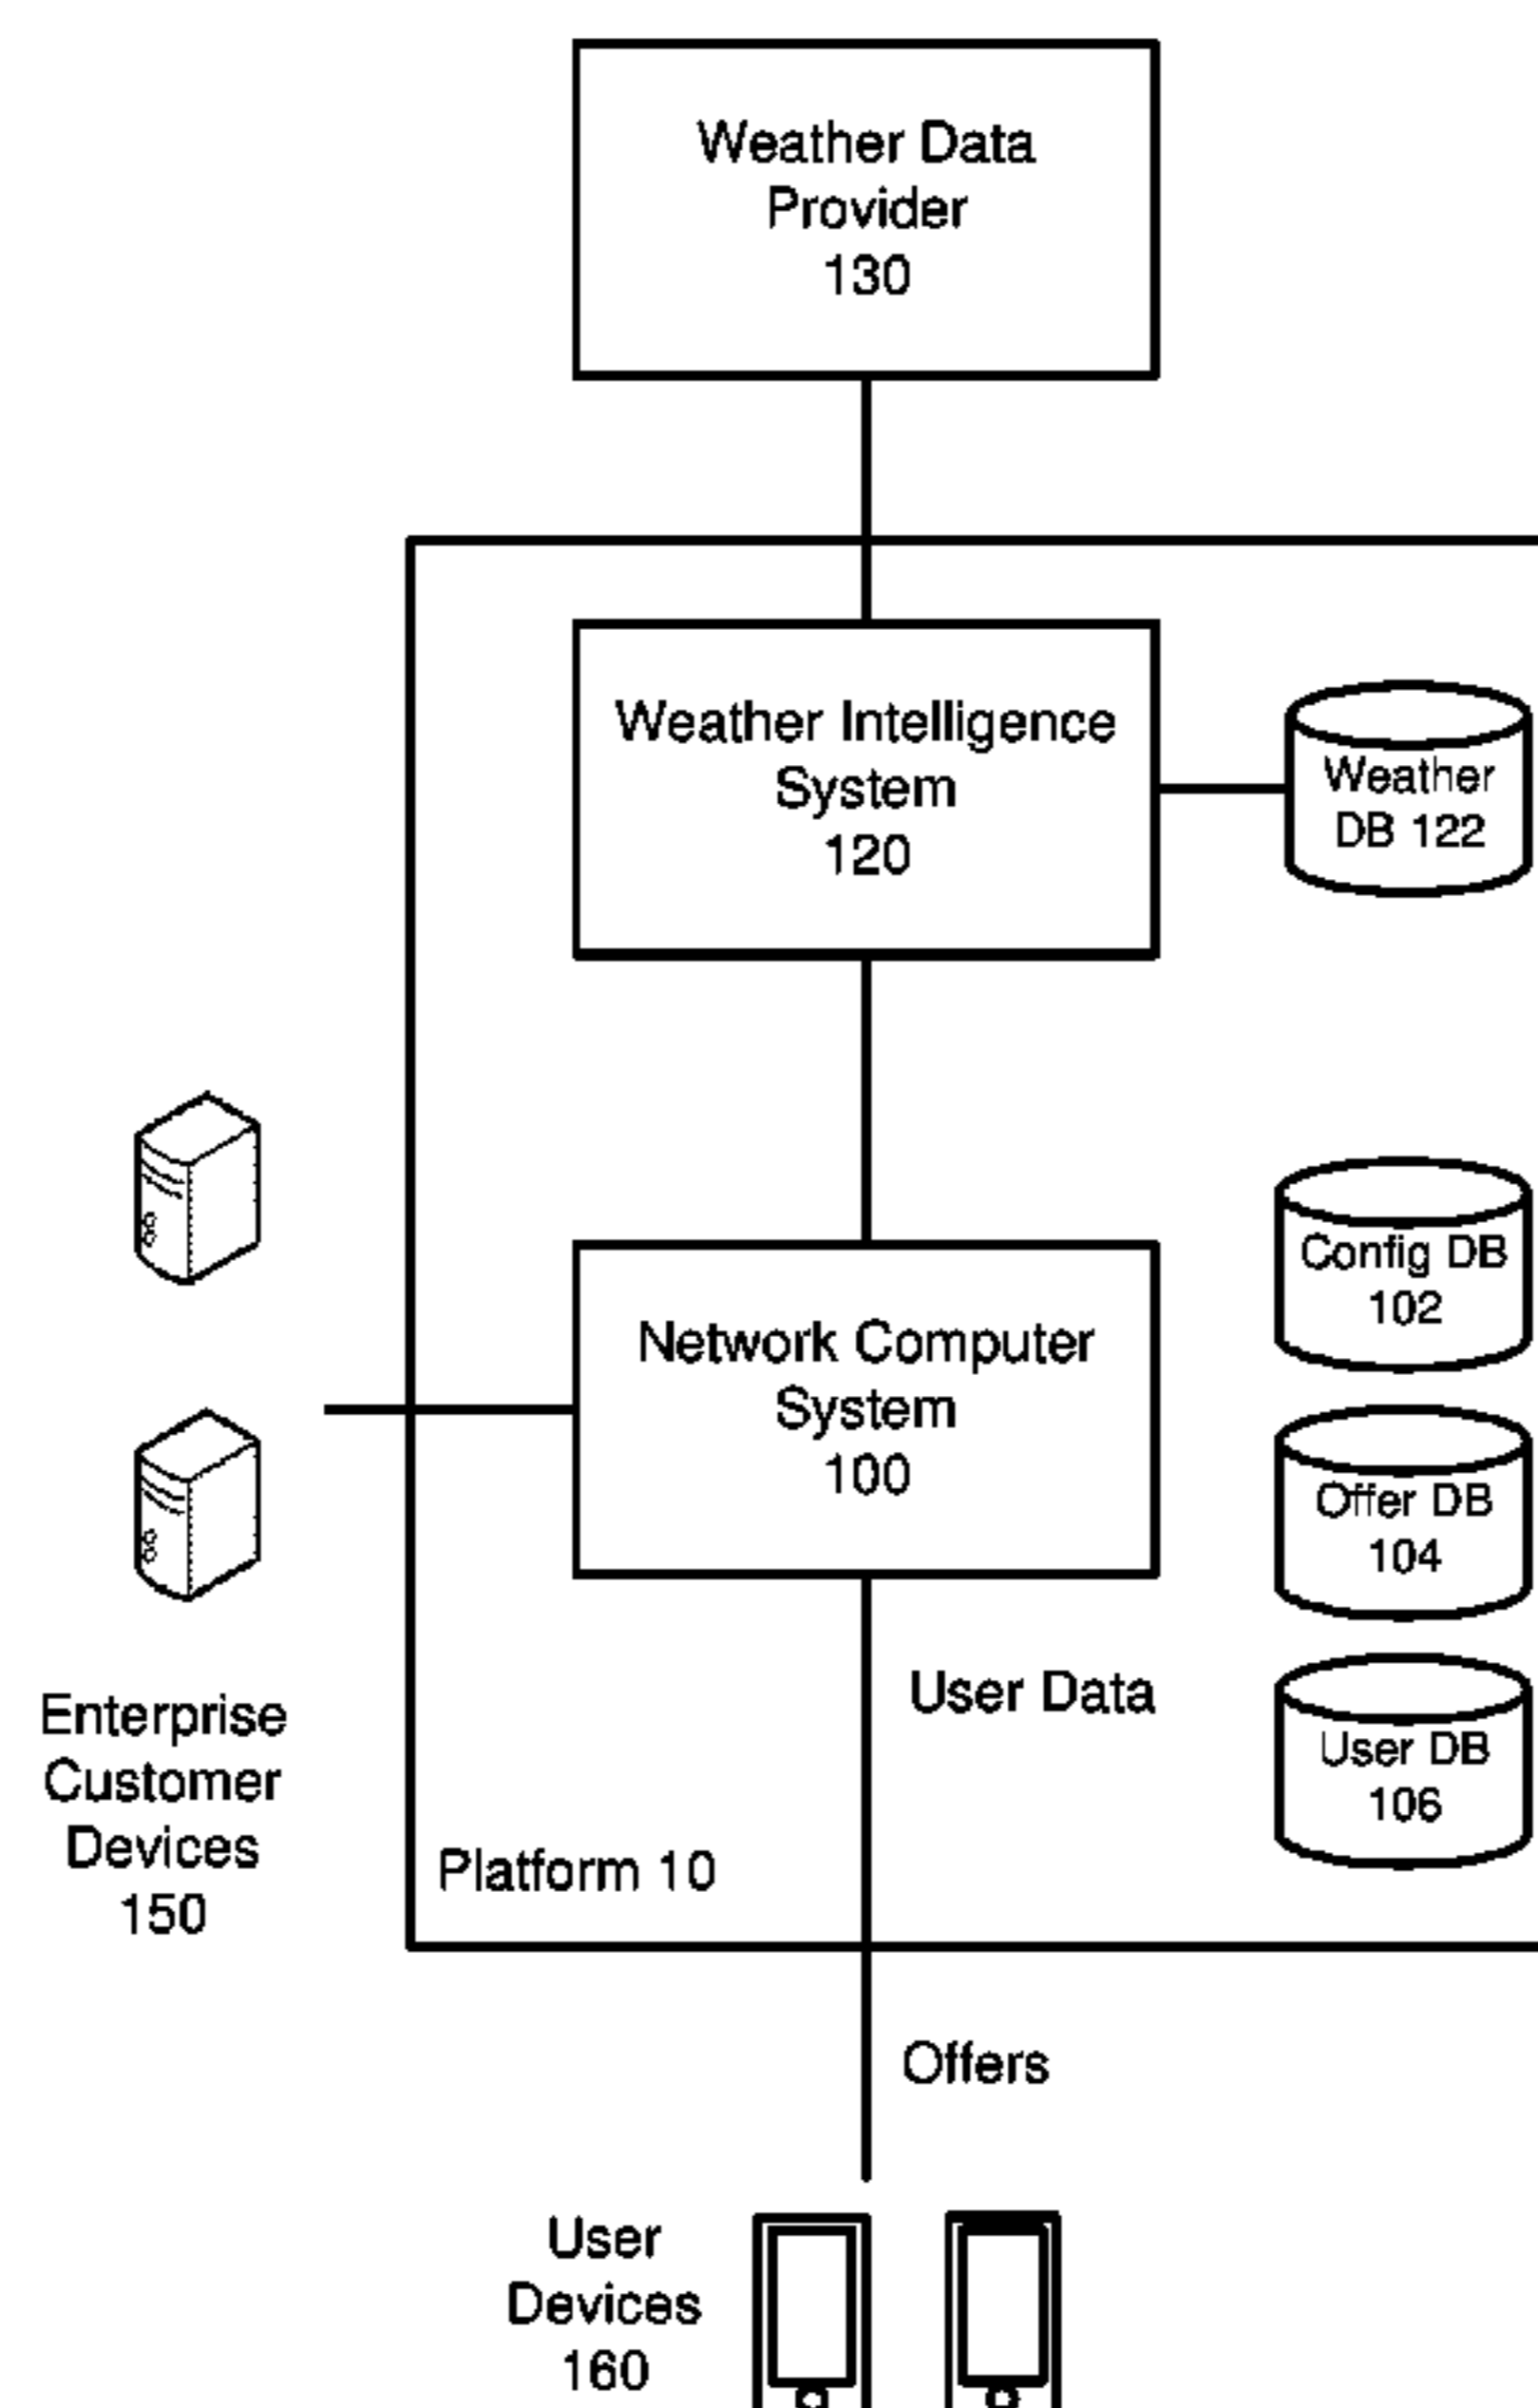 Weather Data
Provider
130
Weather Intelligence
System
120
Weather
DB 122
Network Computer
System
100
Config DB
102
Offer DB
104
User DB
106
User Data
Enterprise
Customer
Devices
150
Platform 10
Offers
User
Devices
160